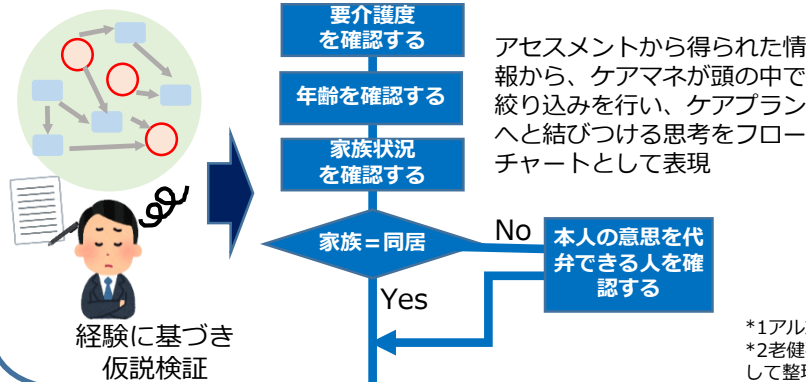 要介護度
を確認する
年齢を確認する
家族状況
を確認する
家族＝同居
No
本人の意思を代
弁できる人を確
認する
Yes
アセスメントから得られた情
報から、ケアマネが頭の中で
絞り込みを行い、ケアプラン
へと結びつける思考をフロー
チャートとして表現
経験に基づき
仮説検証
*1アル
*2老健
して整